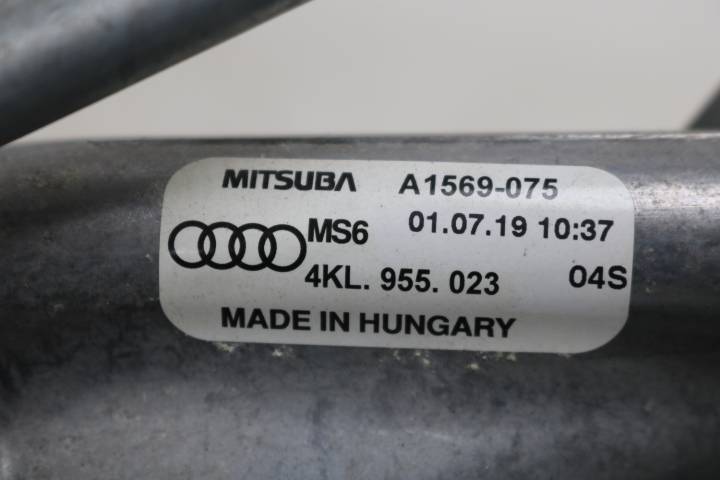 MITSUBA A1569-075
MS6 01.07.19 10:37
4KL. 955. 023 04S
MADE IN HUNGARY